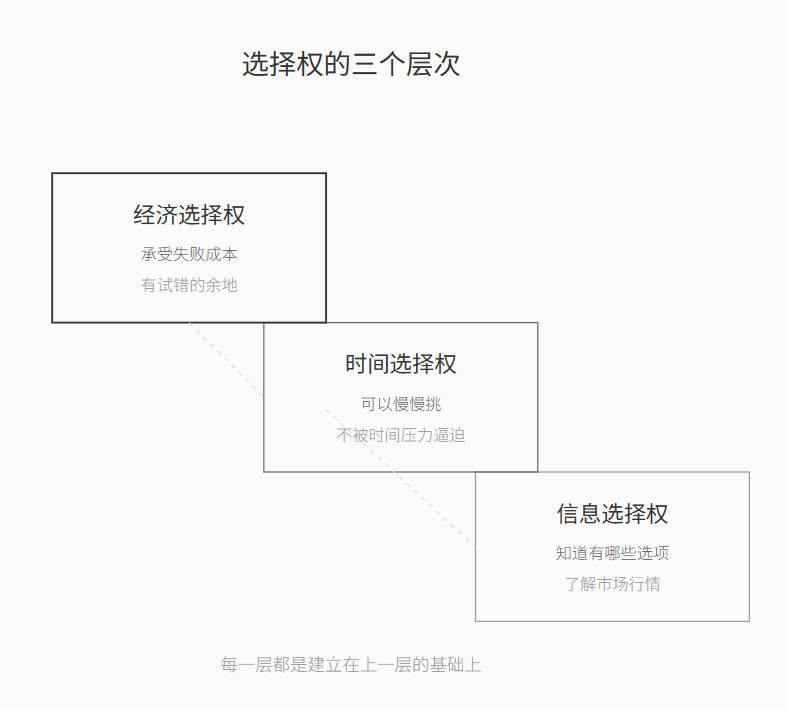 选择权的三个层次
经济选择权
承受失败成本
有试错的余地
时间选择权
可以慢慢挑
不被时间压力逼迫
信息选择权
知道有哪些选项
了解市场行情
每一层都是建立在上一层的基础上